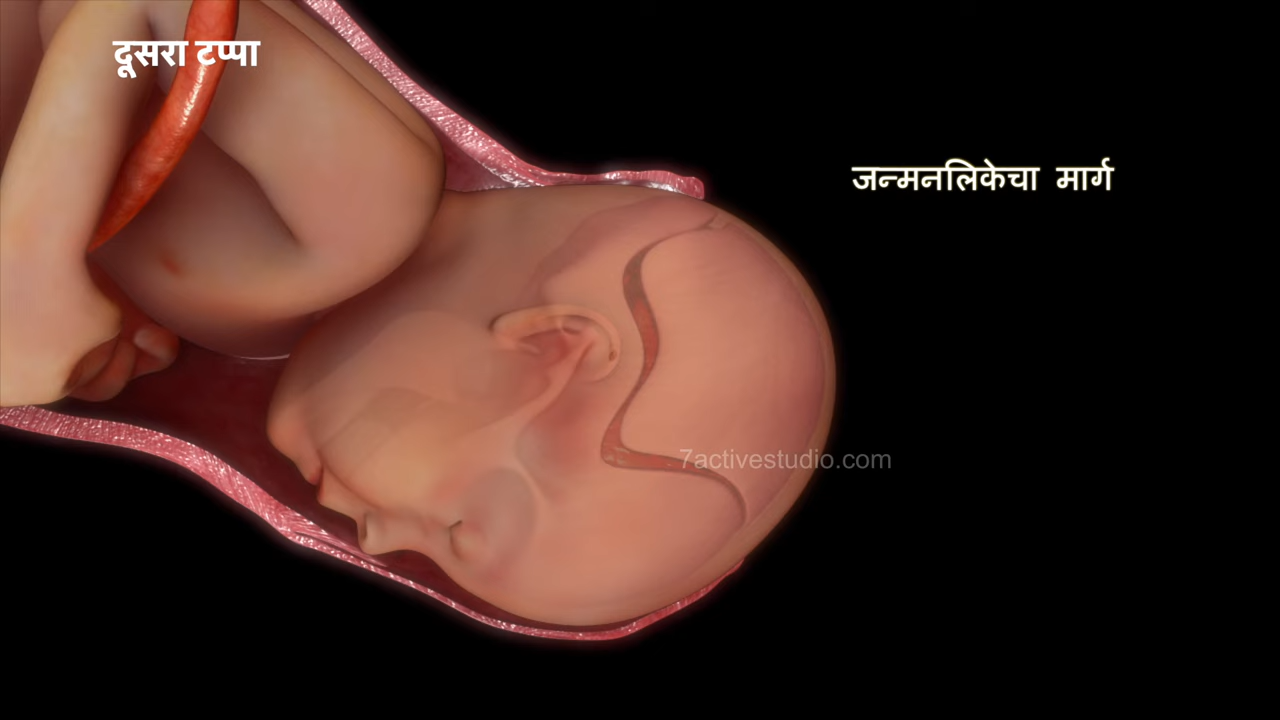 दूसरा टप्पा
जन्मनलिकेचा मार्ग
7activestudio.com